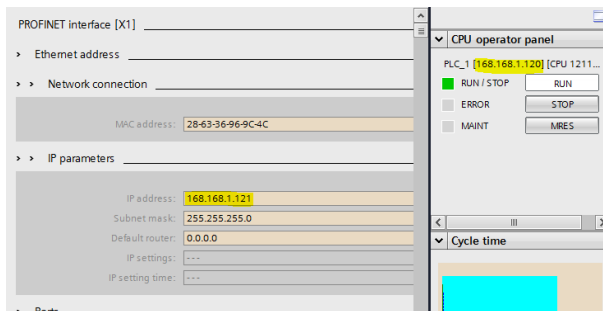 PROFINET interface [X1]
Ethernet address
Network connection
MAC address: 28-63-36-96-9C-4C
IP parameters
IP address: 168.168.1.121
Subnet mask: 255.255.255.0
Default router: 0.0.0.0
IP settings: ---
IP setting time: ---
CPU operator panel
PLC_1 [168.168.1.120] [CPU 1211...
RUN / STOP RUN
ERROR STOP
MAINT MRES
Cycle time